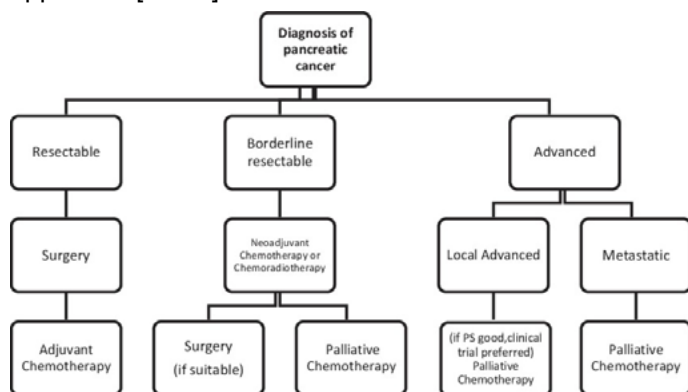 Diagnosis of
pancreatic
cancer
Resectable
Borderline
resectable
Advanced
Surgery
Neoadjuvant
Chemotherapy or
Chemoradiotherapy
Local Advanced
Metastatic
Adjuvant
Chemotherapy
Surgery
(if suitable)
Palliative
Chemotherapy
(if PS good,clinical
trial preferred)
Palliative
Chemotherapy
Palliative
Chemotherapy